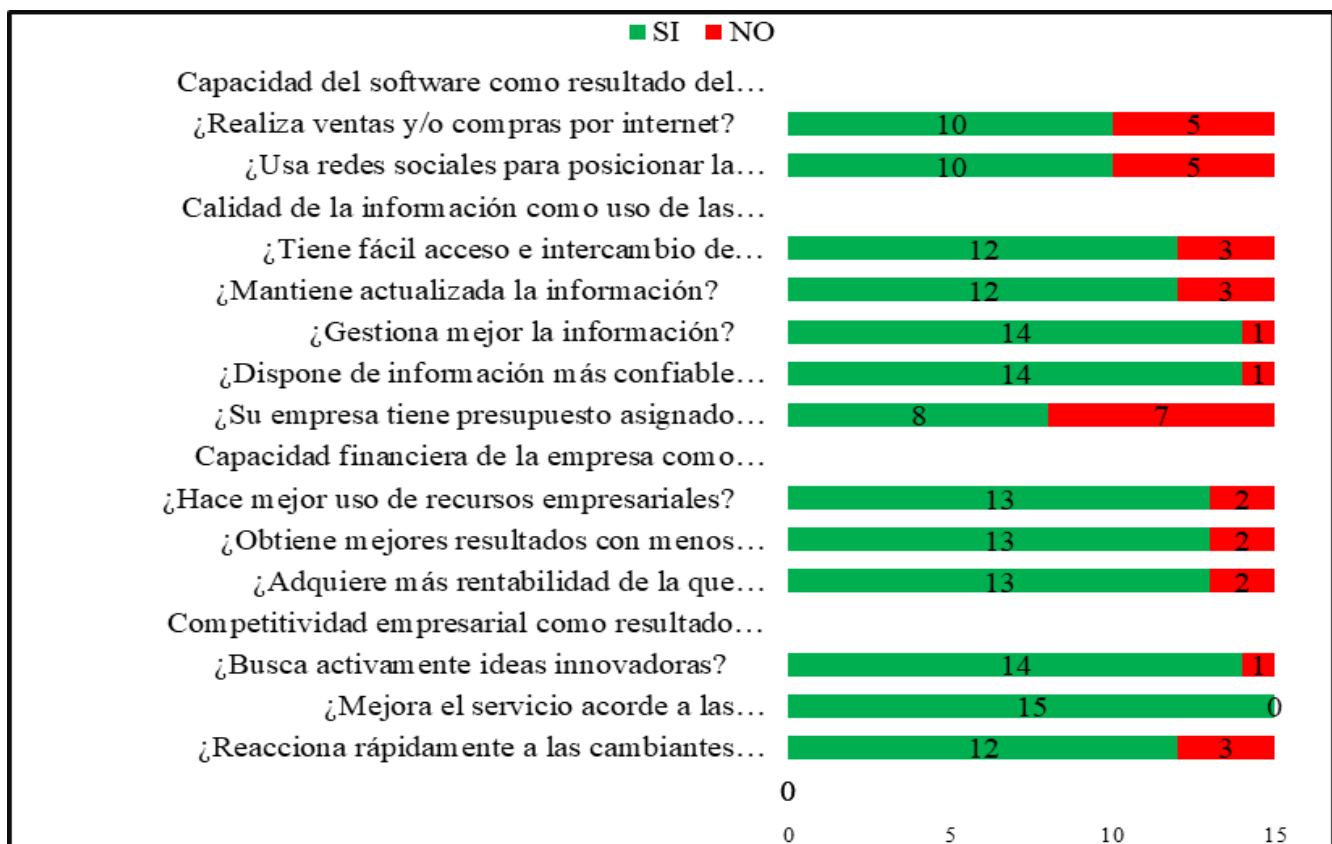 SI NO
Capacidad del software como resultado del…
¿Realiza ventas y/o compras por internet? 10 5
¿Usa redes sociales para posicionar la… 10 5
Calidad de la información como uso de las…
¿Tiene fácil acceso e intercambio de… 12 3
¿Mantiene actualizada la información? 12 3
¿Gestiona mejor la información? 14 1
¿Dispone de información más confiable… 14 1
¿Su empresa tiene presupuesto asignado… 8 7
Capacidad financiera de la empresa como…
¿Hace mejor uso de recursos empresariales? 13 2
¿Obtiene mejores resultados con menos… 13 2
¿Adquiere más rentabilidad de la que… 13 2
Competitividad empresarial como resultado…
¿Busca activamente ideas innovadoras? 14 1
¿Mejora el servicio acorde a las… 15 0
¿Reacciona rápidamente a las cambiantes… 12 3
0
0 5 10 15